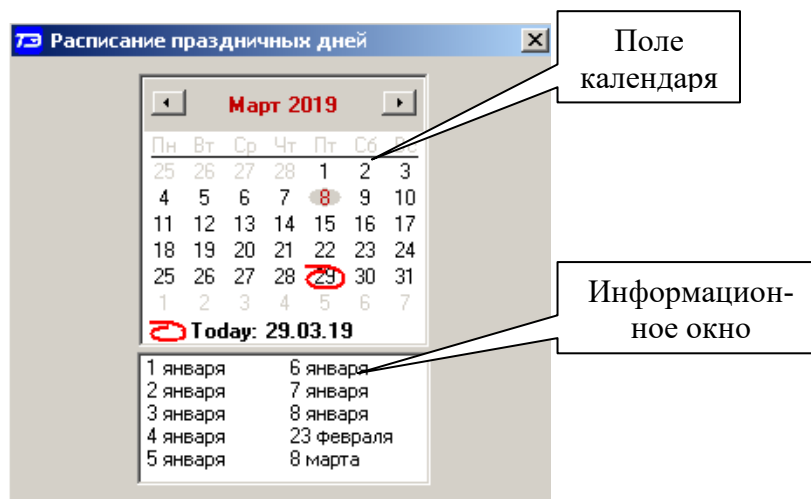 ТЭ Расписание праздничных дней
Поле
календаря
Март 2019
Пн Вт Ср Чт Пт Сб Вс
25 26 27 28 1 2 3
4 5 6 7 8 9 10
11 12 13 14 15 16 17
18 19 20 21 22 23 24
25 26 27 28 29 30 31
1 2 3 4 5 6 7
Today: 29.03.19
Информацион-
ное окно
1 января 6 января
2 января 7 января
3 января 8 января
4 января 23 февраля
5 января 8 марта